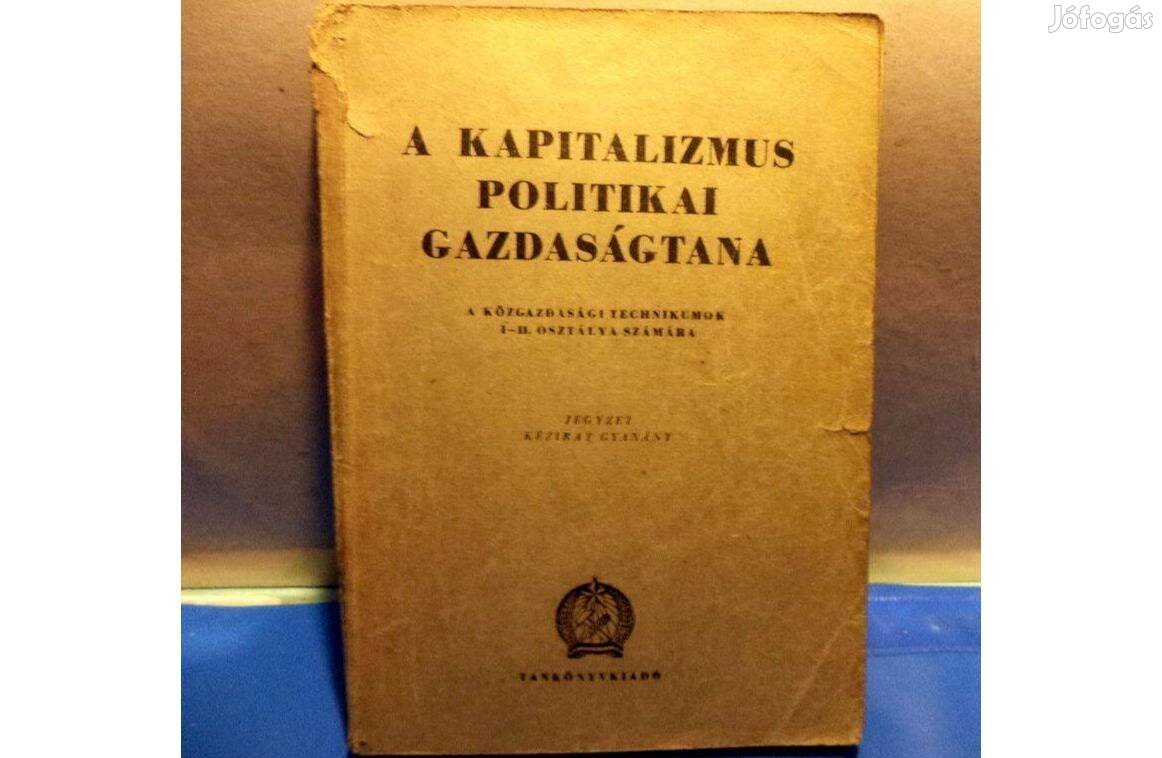 Jófogás
A KAPITALIZMUS
POLITIKAI
GAZDASÁGTANA
A KÖZGAZDASÁGI TECHNIKUMOK
I–II. OSZTÁLYA SZÁMÁRA
JEGYZET
KÉZIRAT GYANÁNT
TANKÖNYVKIADÓ